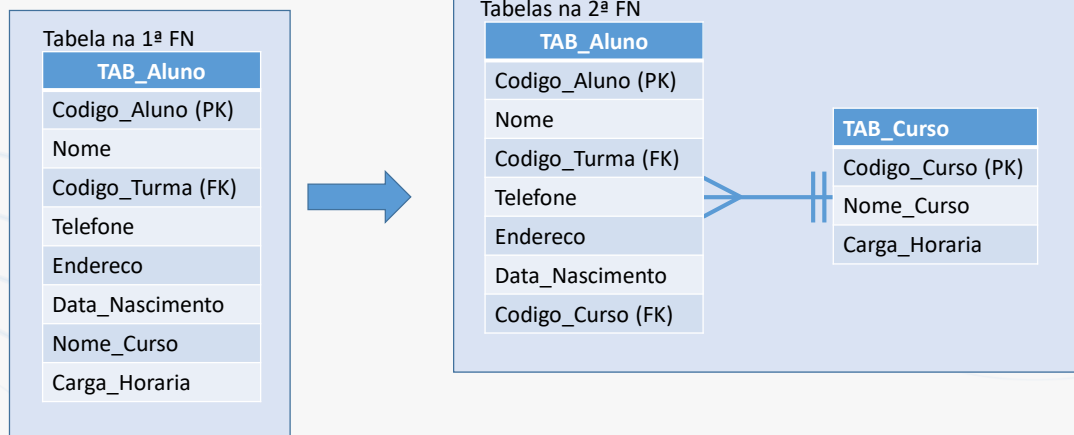 Tabela na 1ª FN
TAB_Aluno
Codigo_Aluno (PK)
Nome
Codigo_Turma (FK)
Telefone
Endereco
Data_Nascimento
Nome_Curso
Carga_Horaria
Tabelas na 2ª FN
TAB_Aluno
Codigo_Aluno (PK)
Nome
Codigo_Turma (FK)
Telefone
Endereco
Data_Nascimento
Codigo_Curso (FK)
TAB_Curso
Codigo_Curso (PK)
Nome_Curso
Carga_Horaria